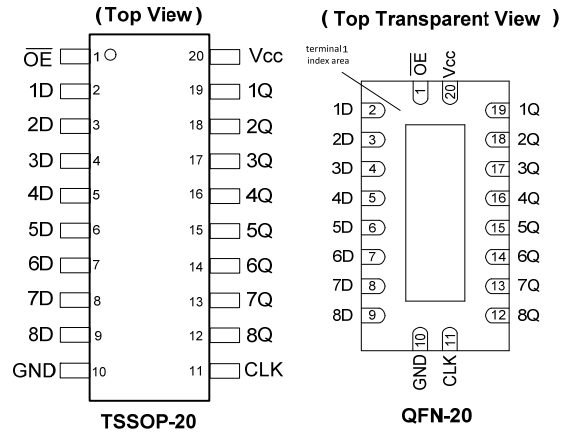 (Top View)
OE 1 20 Vcc
1D 2 19 1Q
2D 3 18 2Q
3D 4 17 3Q
4D 5 16 4Q
5D 6 15 5Q
6D 7 14 6Q
7D 8 13 7Q
8D 9 12 8Q
GND 10 11 CLK
TSSOP-20
(Top Transparent View)
terminal1
index area
OE Vcc
1 20
1D 2 19 1Q
2D 3 18 2Q
3D 4 17 3Q
4D 5 16 4Q
5D 6 15 5Q
6D 7 14 6Q
7D 8 13 7Q
8D 9 12 8Q
10 11
GND CLK
QFN-20